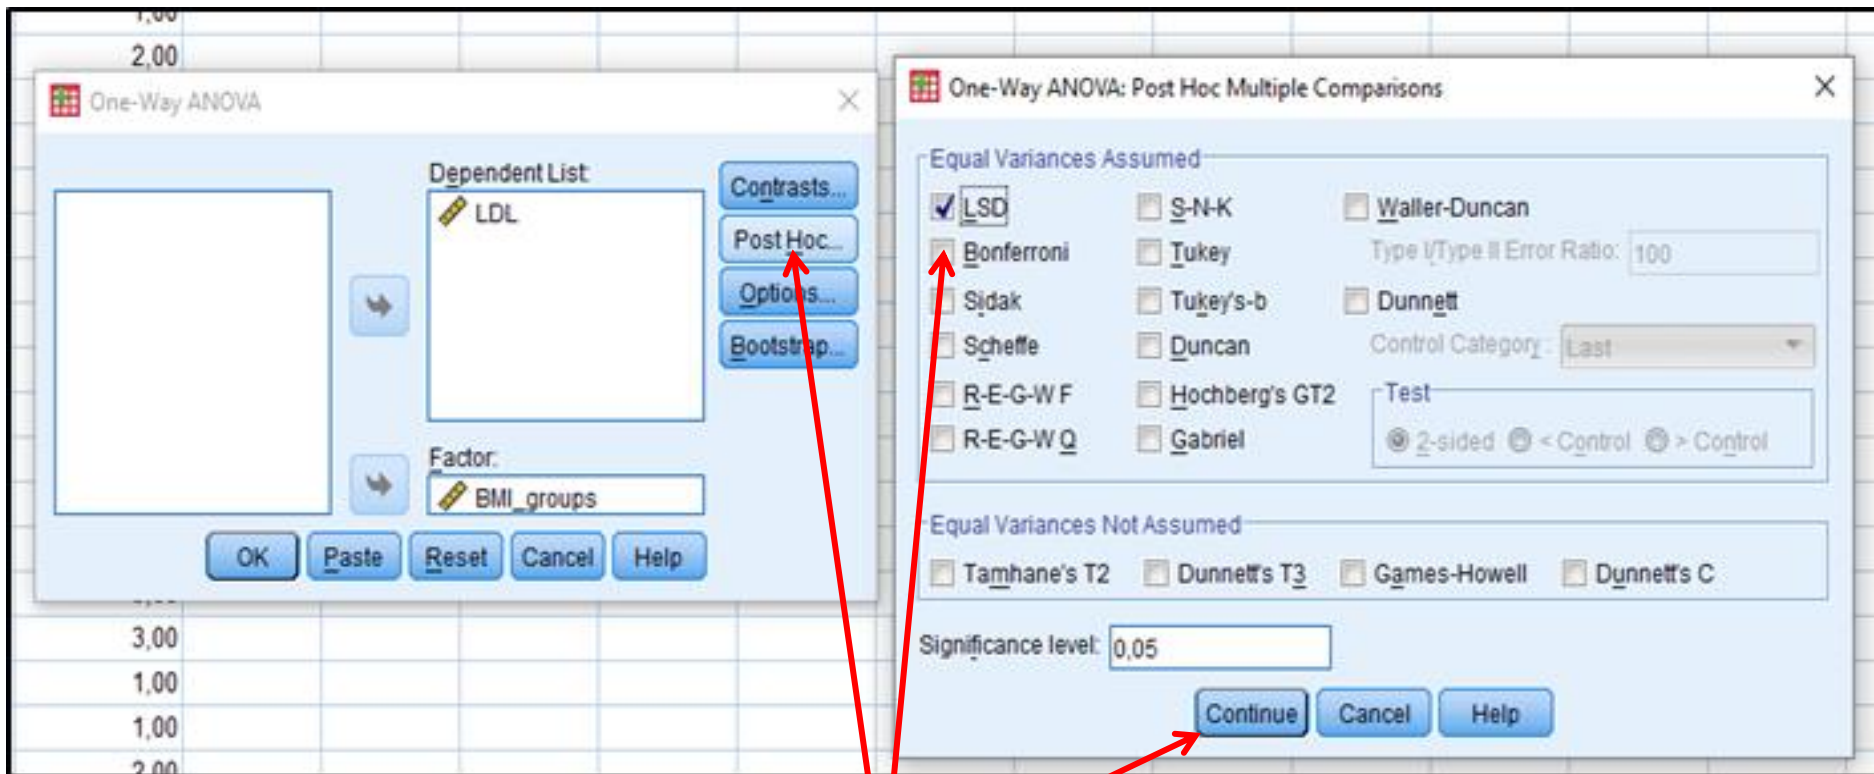 1,00
2,00
One-Way ANOVA
Dependent List:
LDL
Contrasts...
Post Hoc...
Options...
Bootstrap...
Factor:
BMI_groups
OK Paste Reset Cancel Help
3,00
1,00
1,00
2,00
One-Way ANOVA: Post Hoc Multiple Comparisons
Equal Variances Assumed
LSD S-N-K Waller-Duncan
Bonferroni Tukey Type I/Type II Error Ratio: 100
Sidak Tukey's-b Dunnett
Scheffe Duncan Control Category : Last
R-E-G-W F Hochberg's GT2 Test
R-E-G-W Q Gabriel 2-sided < Control > Control
Equal Variances Not Assumed
Tamhane's T2 Dunnett's T3 Games-Howell Dunnett's C
Significance level: 0,05
Continue Cancel Help